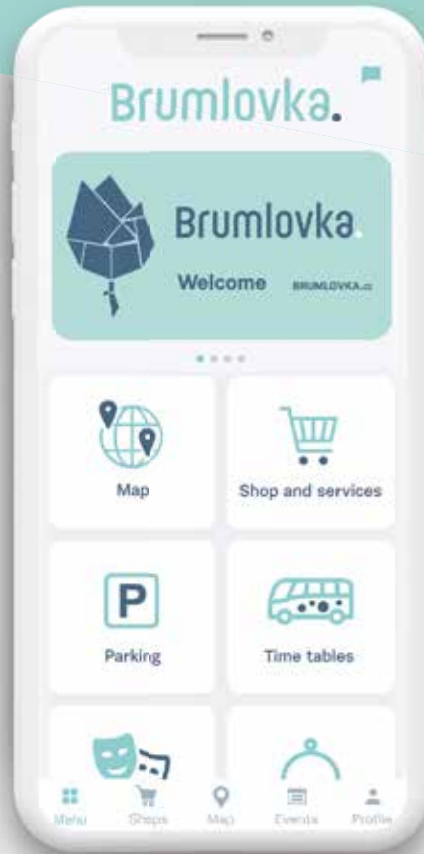 Brumlovka.
Brumlovka.
Welcome BRUMLOVKA.cz
Map Shop and services
P
Parking Time tables
Menu Shops Map Events Profile